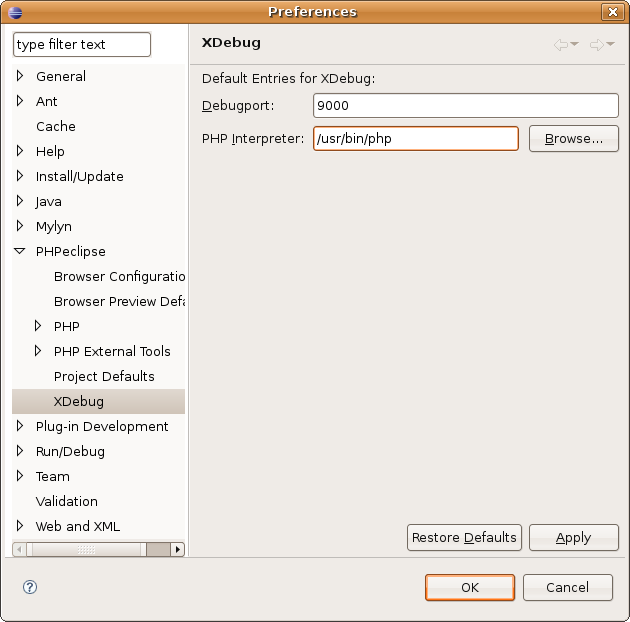 Preferences
type filter text
General
Ant
Cache
Help
Install/Update
Java
Mylyn
PHPeclipse
Browser Configuratio
Browser Preview Defa
PHP
PHP External Tools
Project Defaults
XDebug
Plug-in Development
Run/Debug
Team
Validation
Web and XML
XDebug
Default Entries for XDebug:
Debugport: 9000
PHP Interpreter: /usr/bin/php Browse...
Restore Defaults Apply
? OK Cancel